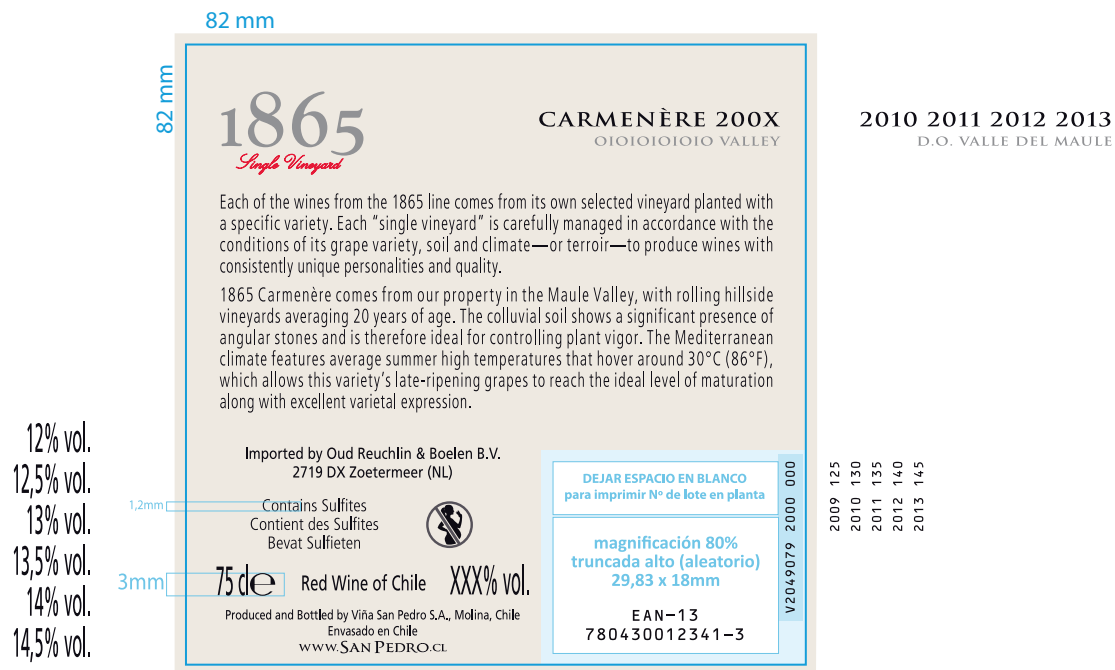 82 mm
82 mm
1865
Single Vineyard
CARMENÈRE 200X
OIOIOIOIOIO VALLEY
2010 2011 2012 2013
D.O. VALLE DEL MAULE
Each of the wines from the 1865 line comes from its own selected vineyard planted with
a specific variety. Each “single vineyard” is carefully managed in accordance with the
conditions of its grape variety, soil and climate—or terroir—to produce wines with
consistently unique personalities and quality.
1865 Carmenère comes from our property in the Maule Valley, with rolling hillside
vineyards averaging 20 years of age. The colluvial soil shows a significant presence of
angular stones and is therefore ideal for controlling plant vigor. The Mediterranean
climate features average summer high temperatures that hover around 30°C (86°F),
which allows this variety’s late-ripening grapes to reach the ideal level of maturation
along with excellent varietal expression.
12% vol.
12,5% vol.
13% vol.
13,5% vol.
14% vol.
14,5% vol.
Imported by Oud Reuchlin & Boelen B.V.
2719 DX Zoetermeer (NL)
1,2mm
Contains Sulfites
Contient des Sulfites
Bevat Sulfieten
3mm
75 cl℮ Red Wine of Chile XXX% vol.
Produced and Bottled by Viña San Pedro S.A., Molina, Chile
Envasado en Chile
WWW.SAN PEDRO.CL
DEJAR ESPACIO EN BLANCO
para imprimir Nº de lote en planta
magnificación 80%
truncada alto (aleatorio)
29,83 x 18mm
EAN-13
780430012341-3
V2049079 2000 000
2009 125
2010 130
2011 135
2012 140
2013 145